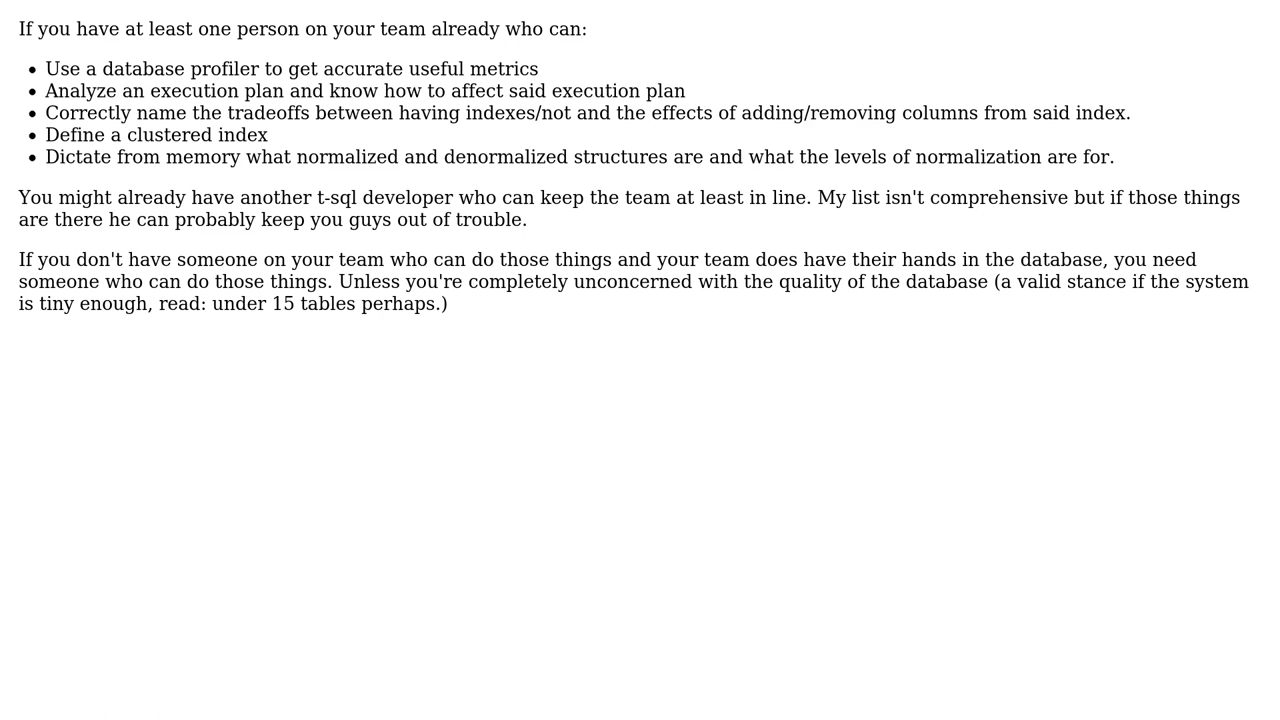 If you have at least one person on your team already who can:
• Use a database profiler to get accurate useful metrics
• Analyze an execution plan and know how to affect said execution plan
• Correctly name the tradeoffs between having indexes/not and the effects of adding/removing columns from said index.
• Define a clustered index
• Dictate from memory what normalized and denormalized structures are and what the levels of normalization are for.
You might already have another t-sql developer who can keep the team at least in line. My list isn't comprehensive but if those things
are there he can probably keep you guys out of trouble.
If you don't have someone on your team who can do those things and your team does have their hands in the database, you need
someone who can do those things. Unless you're completely unconcerned with the quality of the database (a valid stance if the system
is tiny enough, read: under 15 tables perhaps.)